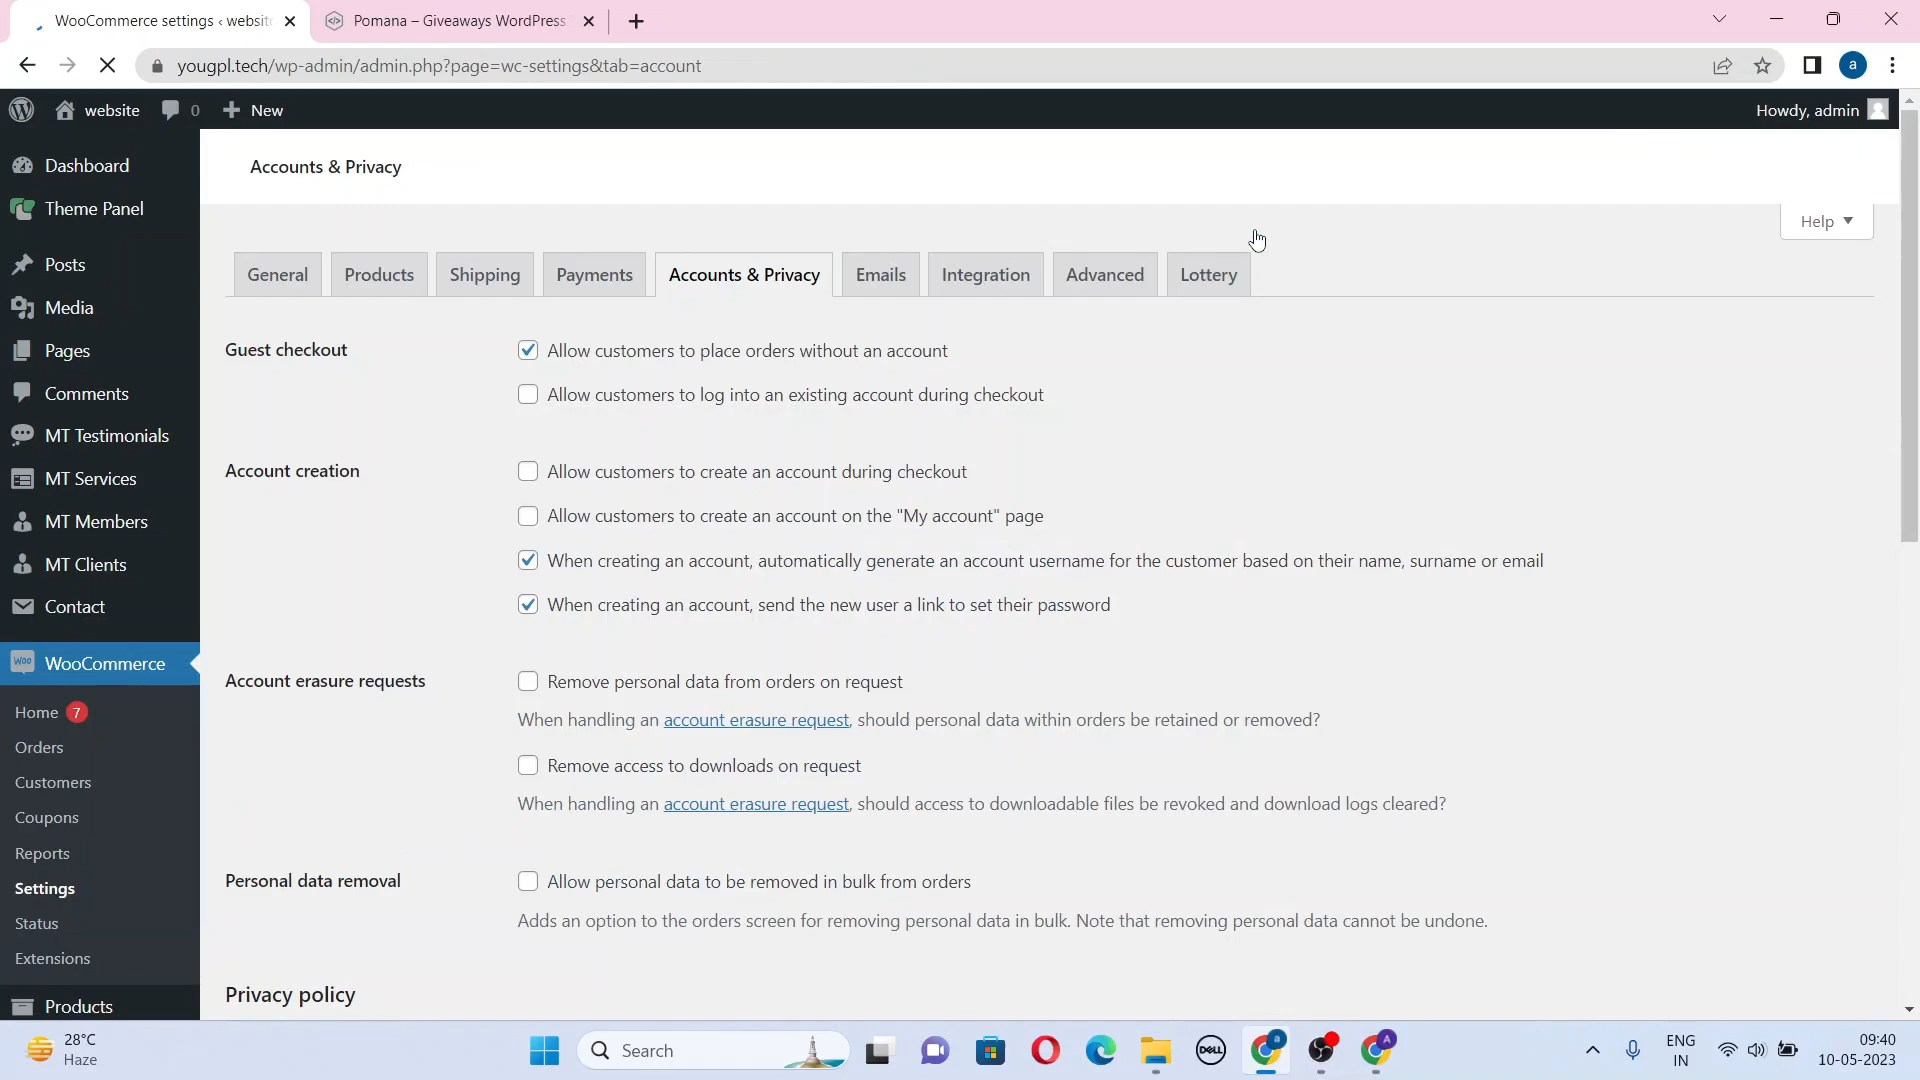 WooCommerce settings ‹ websit
Pomana – Giveaways WordPress
yougpl.tech/wp-admin/admin.php?page=wc-settings&tab=account
a
website
0
New
Howdy, admin
Dashboard
Theme Panel
Posts
Media
Pages
Comments
MT Testimonials
MT Services
MT Members
MT Clients
Contact
Woo
WooCommerce
Home 7
Orders
Customers
Coupons
Reports
Settings
Status
Extensions
Products
Accounts & Privacy
Help
General
Products
Shipping
Payments
Accounts & Privacy
Emails
Integration
Advanced
Lottery
Guest checkout
Allow customers to place orders without an account
Allow customers to log into an existing account during checkout
Account creation
Allow customers to create an account during checkout
Allow customers to create an account on the "My account" page
When creating an account, automatically generate an account username for the customer based on their name, surname or email
When creating an account, send the new user a link to set their password
Account erasure requests
Remove personal data from orders on request
When handling an account erasure request, should personal data within orders be retained or removed?
Remove access to downloads on request
When handling an account erasure request, should access to downloadable files be revoked and download logs cleared?
Personal data removal
Allow personal data to be removed in bulk from orders
Adds an option to the orders screen for removing personal data in bulk. Note that removing personal data cannot be undone.
Privacy policy
28°C
Haze
Search
DELL
a
A
ENG
IN
09:40
10-05-2023